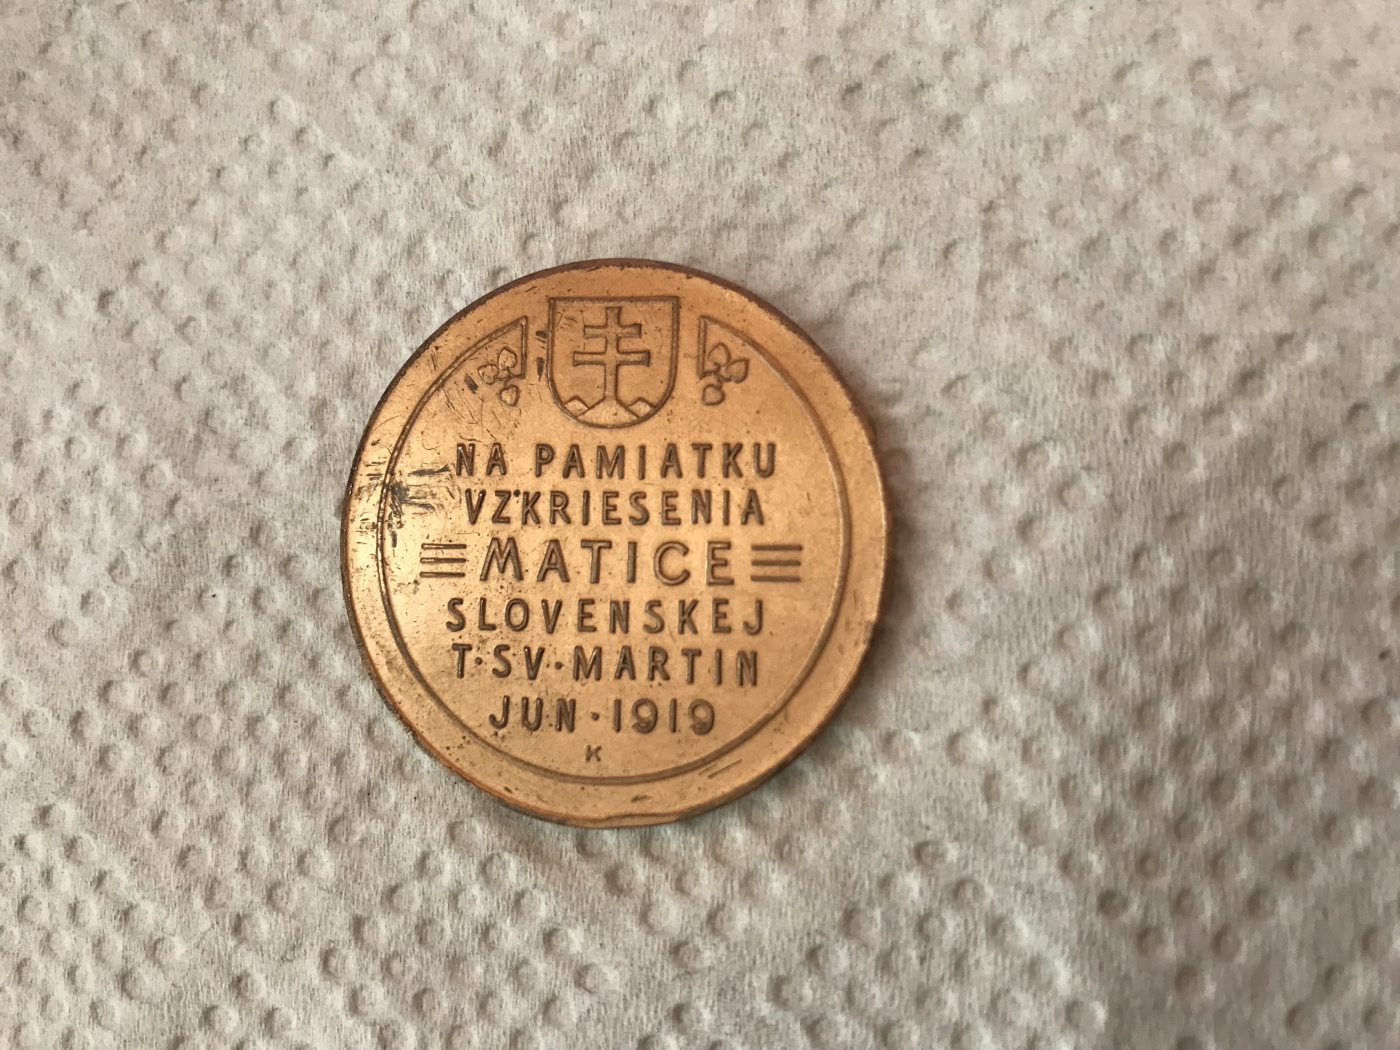 NA PAMIATKU
VZKRIESENIA
MATICE
SLOVENSKEJ
T·SV·MARTIN
JUN·1919
K